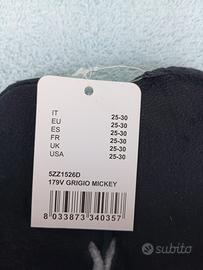 IT 25-30
EU 25-30
ES 25-30
FR 25-30
UK 25-30
USA 25-30
5ZZ1526D
179V GRIGIO MICKEY
8 033873 340357
subito